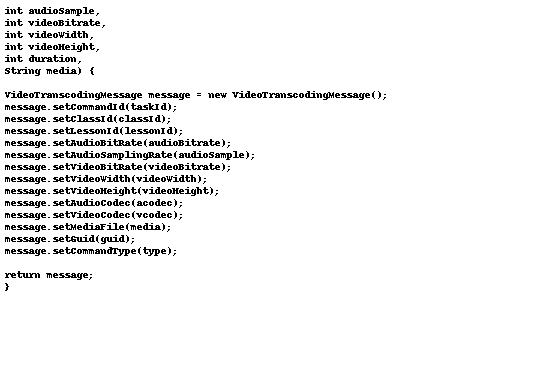 int audioSample,
int videoBitrate,
int videoWidth,
int videoHeight,
int duration,
String media) {
VideoTranscodingMessage message = new VideoTranscodingMessage();
message.setCommandId(taskId);
message.setClassId(classId);
message.setLessonId(lessonId);
message.setAudioBitRate(audioBitrate);
message.setAudioSamplingRate(audioSample);
message.setVideoBitRate(videoBitrate);
message.setVideoWidth(videoWidth);
message.setVideoHeight(videoHeight);
message.setAudioCodec(acodec);
message.setVideoCodec(vcodec);
message.setMediaFile(media);
message.setGuid(guid);
message.setCommandType(type);
return message;
}